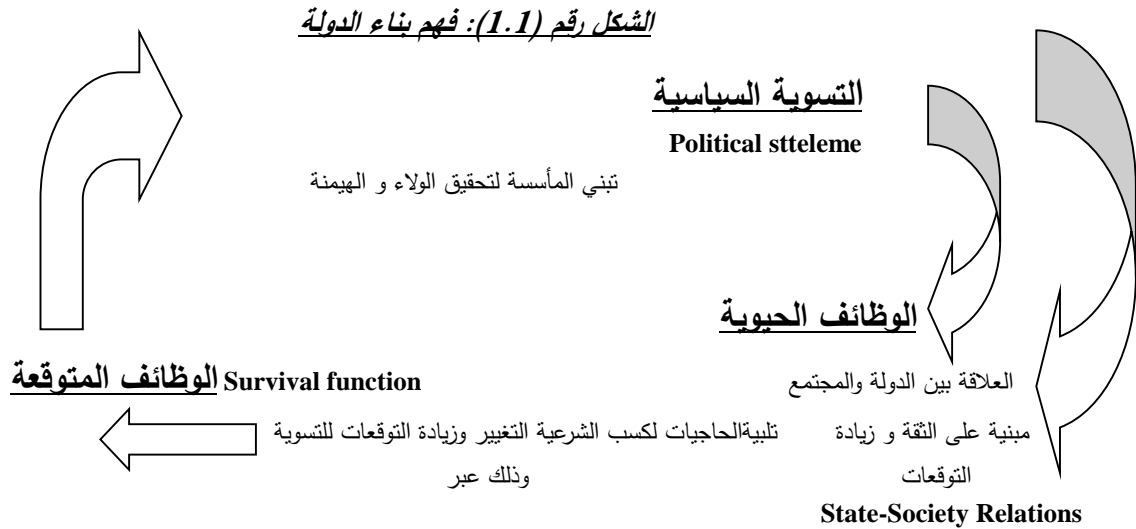 الشكل رقم (1.1): فهم بناء الدولة
التسوية السياسية
Political stteleme
تبني المأسسة لتحقيق الولاء و الهيمنة
الوظائف الحيوية
Survival function الوظائف المتوقعة
العلاقة بين الدولة والمجتمع
مبنية على الثقة و زيادة
التوقعات
تلبيةالحاجيات لكسب الشرعية التغيير وزيادة التوقعات للتسوية
وذلك عبر
State-Society Relations